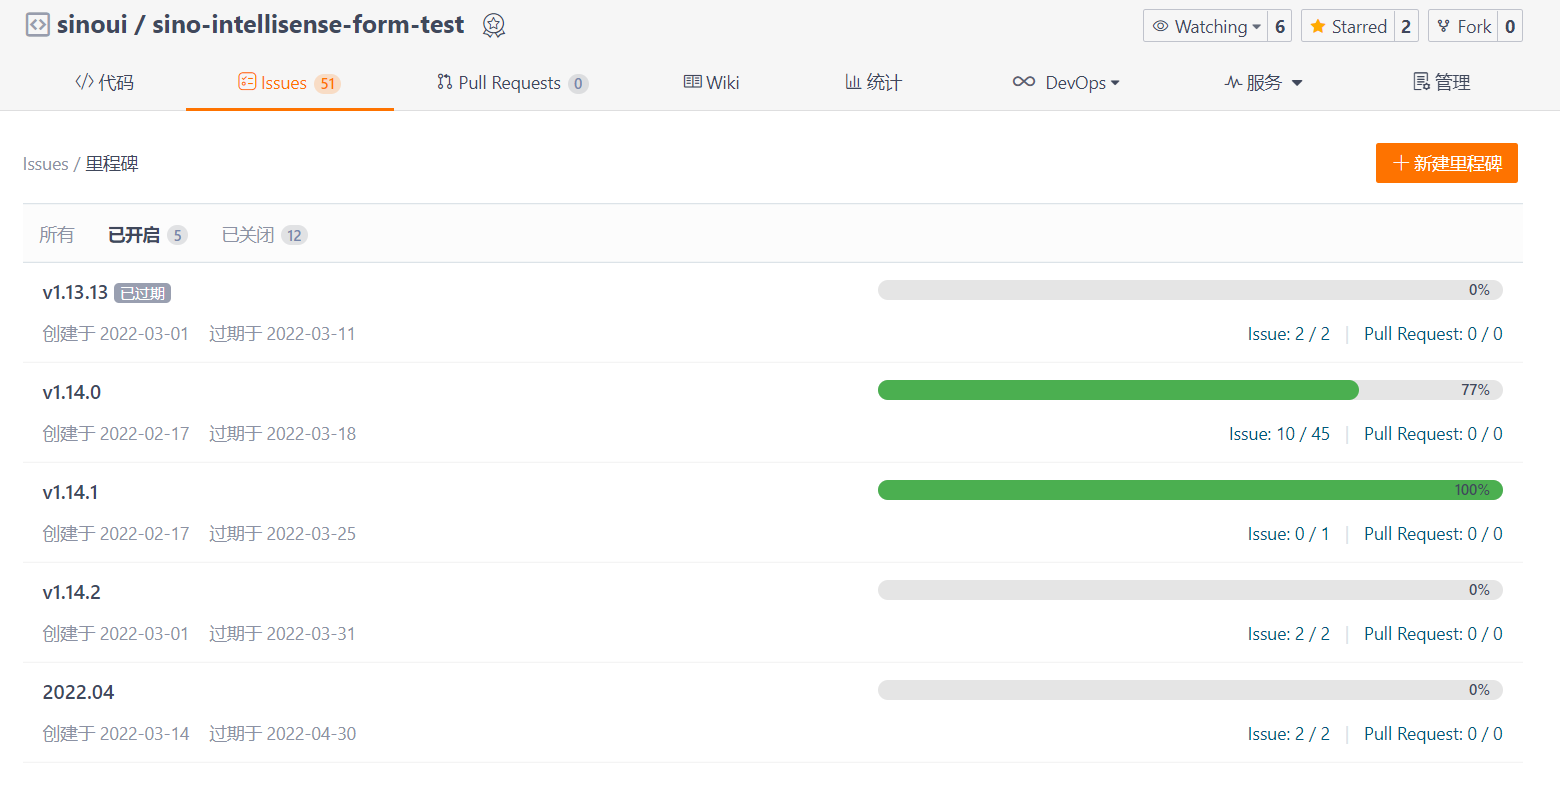 sinoui / sino-intellisense-form-test
Watching 6 Starred 2 Fork 0
代码 Issues 51 Pull Requests 0 Wiki 统计 DevOps 服务 管理
Issues / 里程碑
新建里程碑
所有 已开启 5 已关闭 12
v1.13.13 已过期
0%
创建于 2022-03-01 过期于 2022-03-11
Issue: 2 / 2 | Pull Request: 0 / 0
v1.14.0
77%
创建于 2022-02-17 过期于 2022-03-18
Issue: 10 / 45 | Pull Request: 0 / 0
v1.14.1
100%
创建于 2022-02-17 过期于 2022-03-25
Issue: 0 / 1 | Pull Request: 0 / 0
v1.14.2
0%
创建于 2022-03-01 过期于 2022-03-31
Issue: 2 / 2 | Pull Request: 0 / 0
2022.04
0%
创建于 2022-03-14 过期于 2022-04-30
Issue: 2 / 2 | Pull Request: 0 / 0